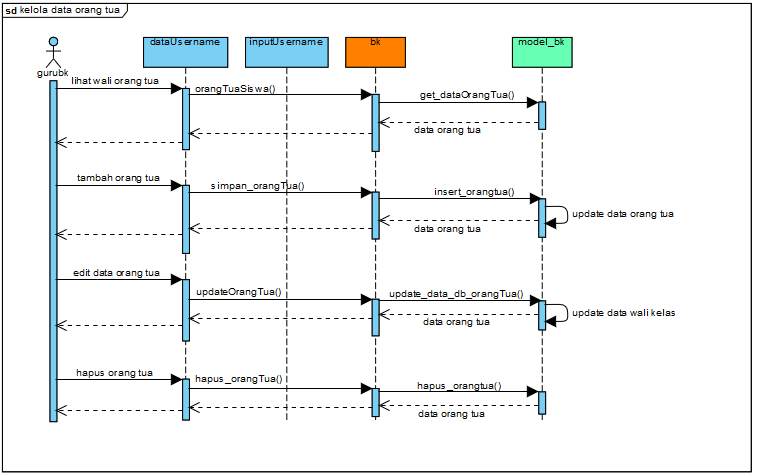 sd kelola data orang tua
dataUsername
inputUsername
bk
model_bk
gurubk
lihat wali orang tua
orangTuaSiswa()
get_dataOrangTua()
data orang tua
tambah orang tua
simpan_orangTua()
insert_orangtua()
update data orang tua
data orang tua
edit data orang tua
updateOrangTua()
update_data_db_orangTua()
update data wali kelas
data orang tua
hapus orang tua
hapus_orangTua()
hapus_orangtua()
data orang tua